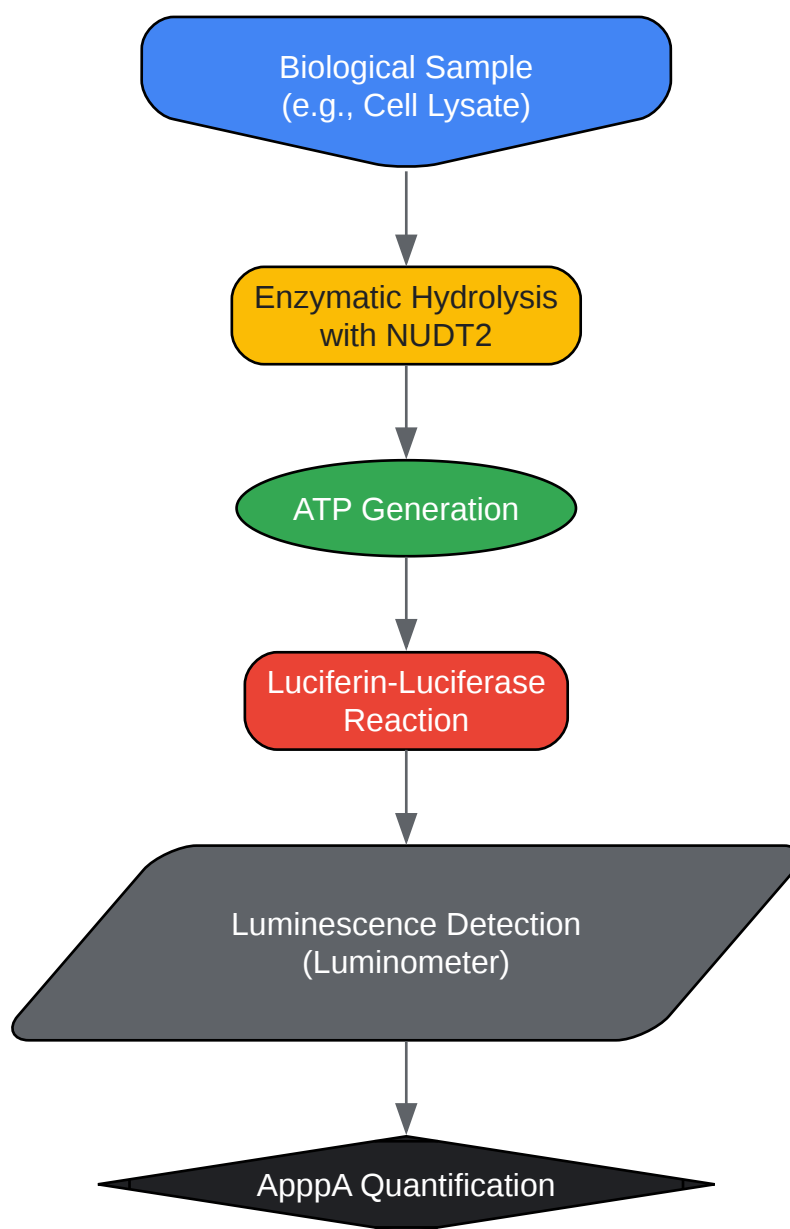 Biological Sample
(e.g., Cell Lysate)
Enzymatic Hydrolysis
with NUDT2
ATP Generation
Luciferin-Luciferase
Reaction
Luminescence Detection
(Luminometer)
ApppA Quantification